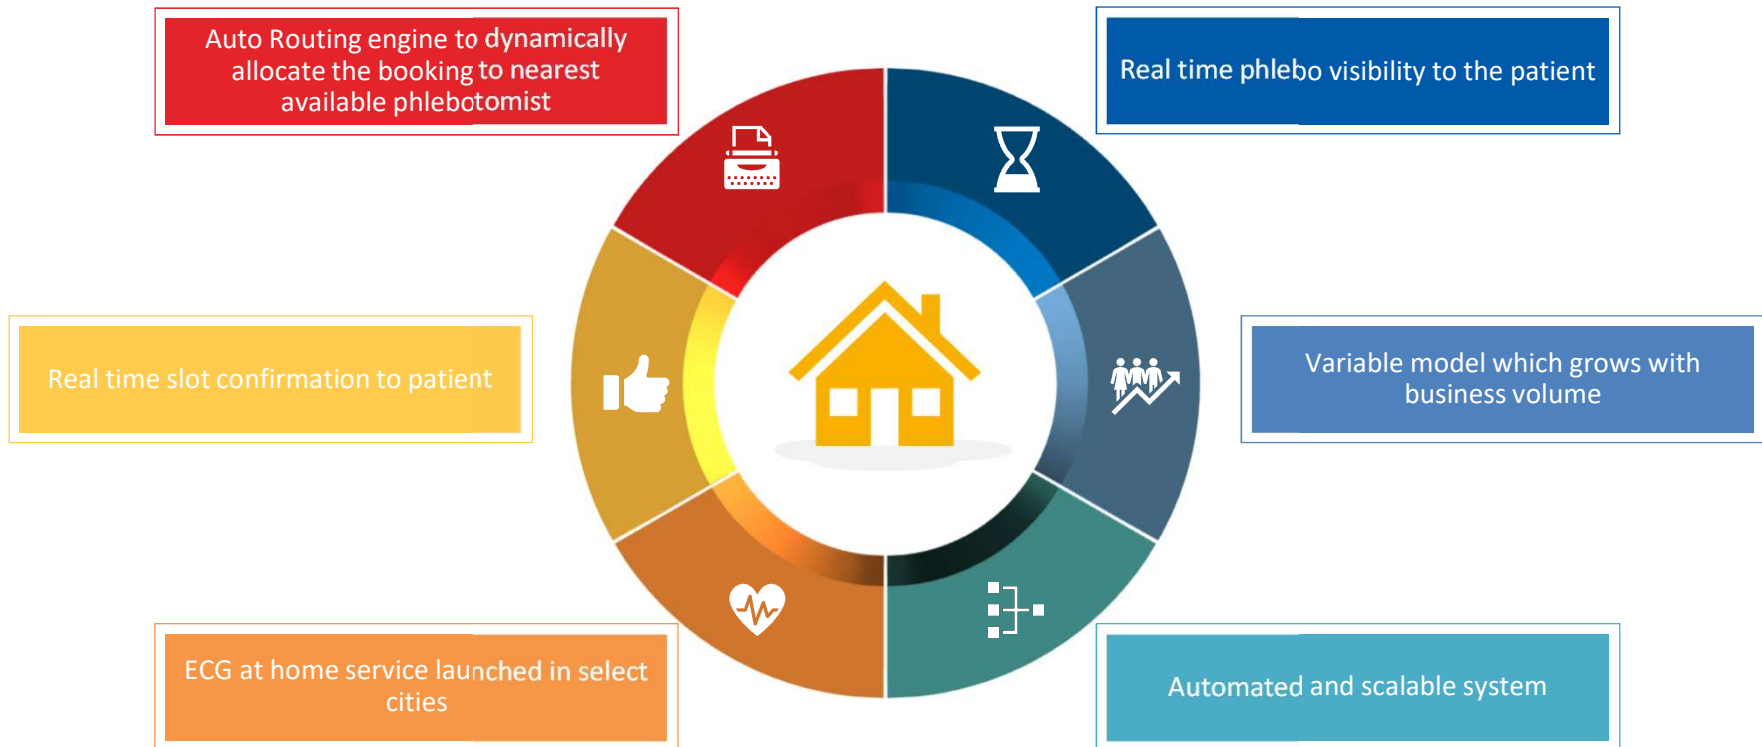 Auto Routing engine to dynamically
allocate the booking to nearest
available phlebotomist
Real time phlebo visibility to the patient
Real time slot confirmation to patient
Variable model which grows with
business volume
ECG at home service launched in select
cities
Automated and scalable system